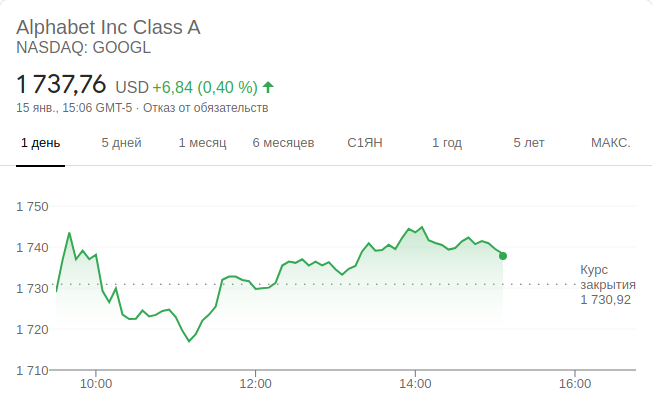 Alphabet Inc Class A
NASDAQ: GOOGL
1 737,76 USD +6,84 (0,40 %)
15 янв., 15:06 GMT-5 · Отказ от обязательств
1 день 5 дней 1 месяц 6 месяцев С1ЯН 1 год 5 лет МАКС.
1 750
1 740
1 730
1 720
1 710
Курс
закрытия
1 730,92
10:00 12:00 14:00 16:00